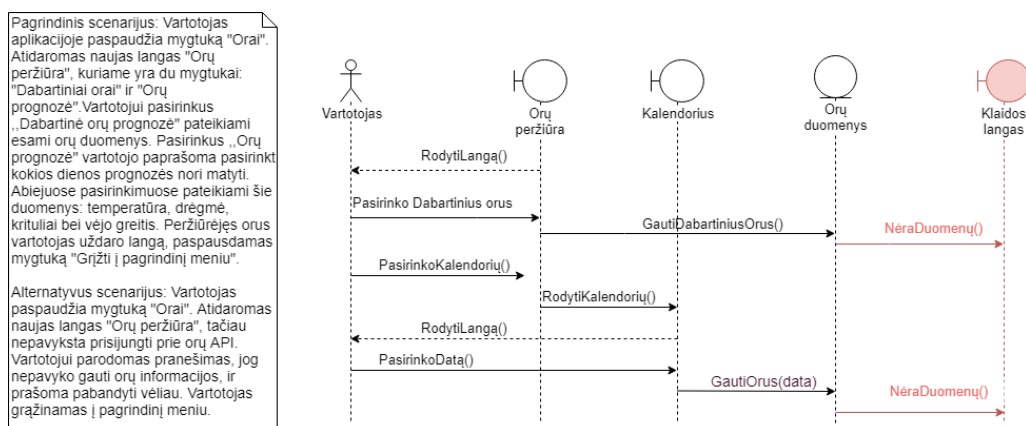 Pagrindinis scenarijus: Vartotojas
aplikacijoje paspaudžia mygtuką "Orai".
Atidaromas naujas langas "Orų
peržiūra", kuriame yra du mygtukai:
"Dabartiniai orai" ir "Orų
prognozė".Vartotojui pasirinkus
,,Dabartinė orų prognozė" pateikiami
esami orų duomenys. Pasirinkus ,,Orų
prognozė" vartotojo paprašoma pasirinkt
kokios dienos prognozės nori matyti.
Abiejuose pasirinkimuose pateikiami šie
duomenys: temperatūra, drėgmė,
krituliai bei vėjo greitis. Peržiūrėjęs orus
vartotojas uždaro langą, paspausdamas
mygtuką "Grįžti į pagrindinį meniu".
Alternatyvus scenarijus: Vartotojas
paspaudžia mygtuką "Orai". Atidaromas
naujas langas "Orų peržiūra", tačiau
nepavyksta prisijungti prie orų API.
Vartotojui parodomas pranešimas, jog
nepavyko gauti orų informacijos, ir
prašoma pabandyti vėliau. Vartotojas
grąžinamas į pagrindinį meniu.
Vartotojas
Orų
peržiūra
Kalendorius
Orų
duomenys
Klaidos
langas
RodytiLangą()
Pasirinko Dabartinius orus
GautiDabartiniusOrus()
NėraDuomenų()
PasirinkoKalendorių()
RodytiKalendorių()
RodytiLangą()
PasirinkoDatą()
GautiOrus(data)
NėraDuomenų()